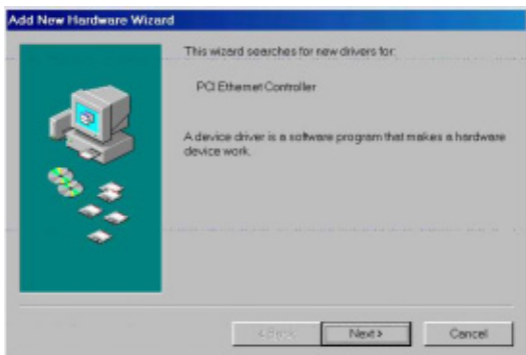 Add New Hardware Wizard
This wizard searches for new drivers for:
PCI Ethernet Controller
A device driver is a software program that makes a hardware
device work.
< Back
Next >
Cancel